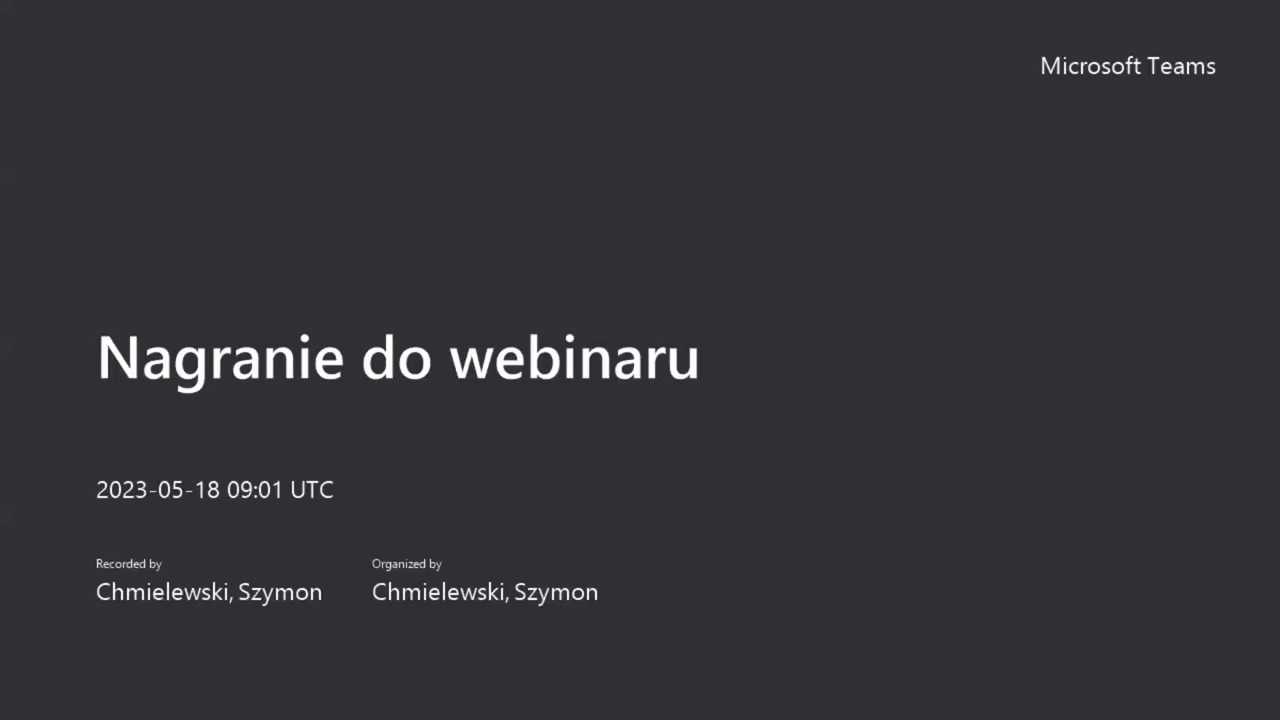 Microsoft Teams
Nagranie do webinaru
2023-05-18 09:01 UTC
Recorded by
Chmielewski, Szymon
Organized by
Chmielewski, Szymon